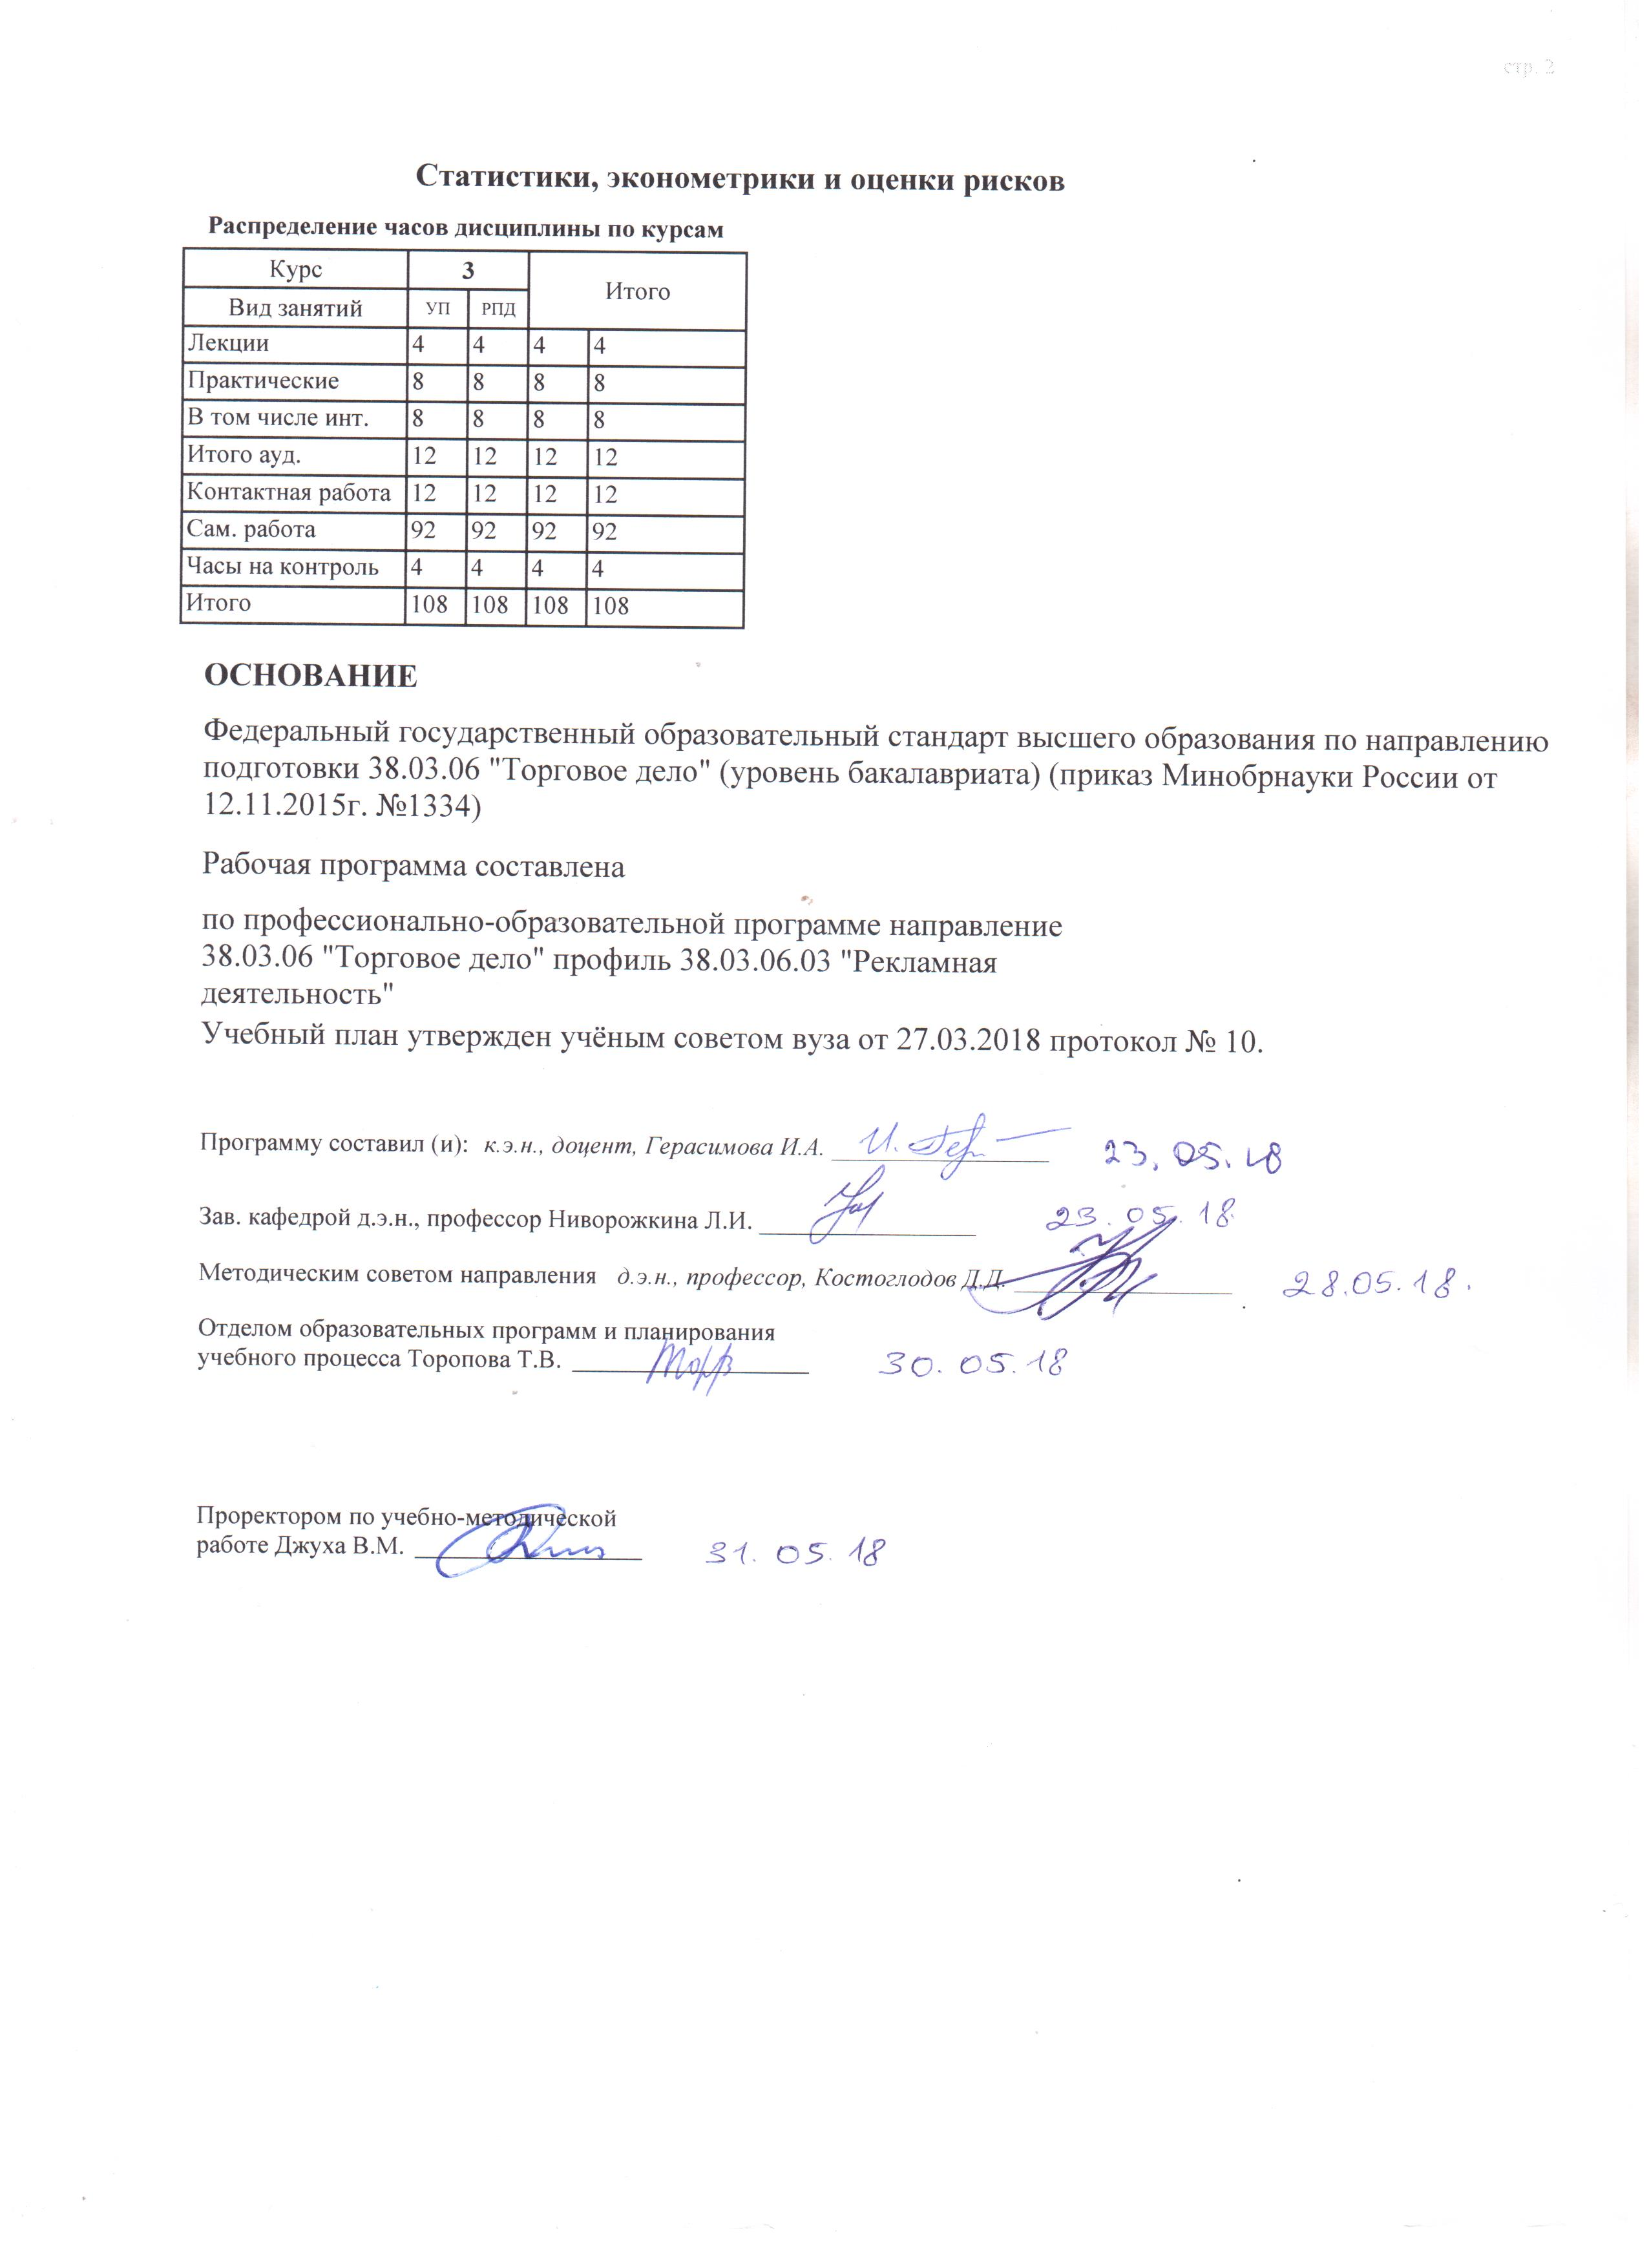 стр. 2
Статистики, эконометрики и оценки рисков
Распределение часов дисциплины по курсам
Курс 3 Итого
Вид занятий УП РПД
Лекции 4 4 4 4
Практические 8 8 8 8
В том числе инт. 8 8 8 8
Итого ауд. 12 12 12 12
Контактная работа 12 12 12 12
Сам. работа 92 92 92 92
Часы на контроль 4 4 4 4
Итого 108 108 108 108
ОСНОВАНИЕ
Федеральный государственный образовательный стандарт высшего образования по направлению
подготовки 38.03.06 "Торговое дело" (уровень бакалавриата) (приказ Минобрнауки России от
12.11.2015г. №1334)
Рабочая программа составлена
по профессионально-образовательной программе направление
38.03.06 "Торговое дело" профиль 38.03.06.03 "Рекламная
деятельность"
Учебный план утвержден учёным советом вуза от 27.03.2018 протокол № 10.
Программу составил (и): к.э.н., доцент, Герасимова И.А. 23.05.18
Зав. кафедрой д.э.н., профессор Ниворожкина Л.И. 23.05.18
Методическим советом направления д.э.н., профессор, Костоглодов Д.Д. 28.05.18.
Отделом образовательных программ и планирования
учебного процесса Торопова Т.В. 30.05.18
Проректором по учебно-методической
работе Джуха В.М. 31.05.18